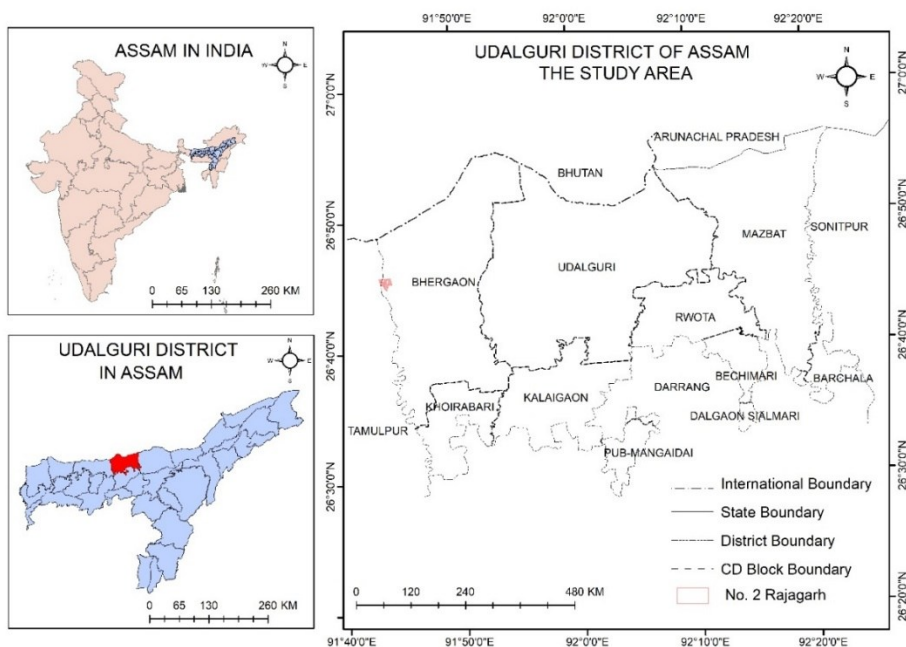 ASSAM IN INDIA
N
W
E
S
0 65 130 260 KM
UDALGURI DISTRICT
IN ASSAM
N
W
E
S
0 65 130 260 KM
91°50'0"E 92°0'0"E 92°10'0"E 92°20'0"E
UDALGURI DISTRICT OF ASSAM
THE STUDY AREA
N
W
E
S
27°0'0"N
27°0'0"N
ARUNACHAL PRADESH
BHUTAN
26°50'0"N
26°50'0"N
SONITPUR
MAZBAT
UDALGURI
BHERGAON
RWOTA
26°40'0"N
26°40'0"N
BECHIMARI
BARCHALA
DARRANG
KALAIGAON
KHOIRABARI
DALGAON SIALMARI
TAMULPUR
PUB-MANGAIDAI
26°30'0"N
26°30'0"N
International Boundary
State Boundary
District Boundary
CD Block Boundary
No. 2 Rajagarh
0 120 240 480 KM
26°20'0"N
91°40'0"E 91°50'0"E 92°0'0"E 92°10'0"E 92°20'0"E